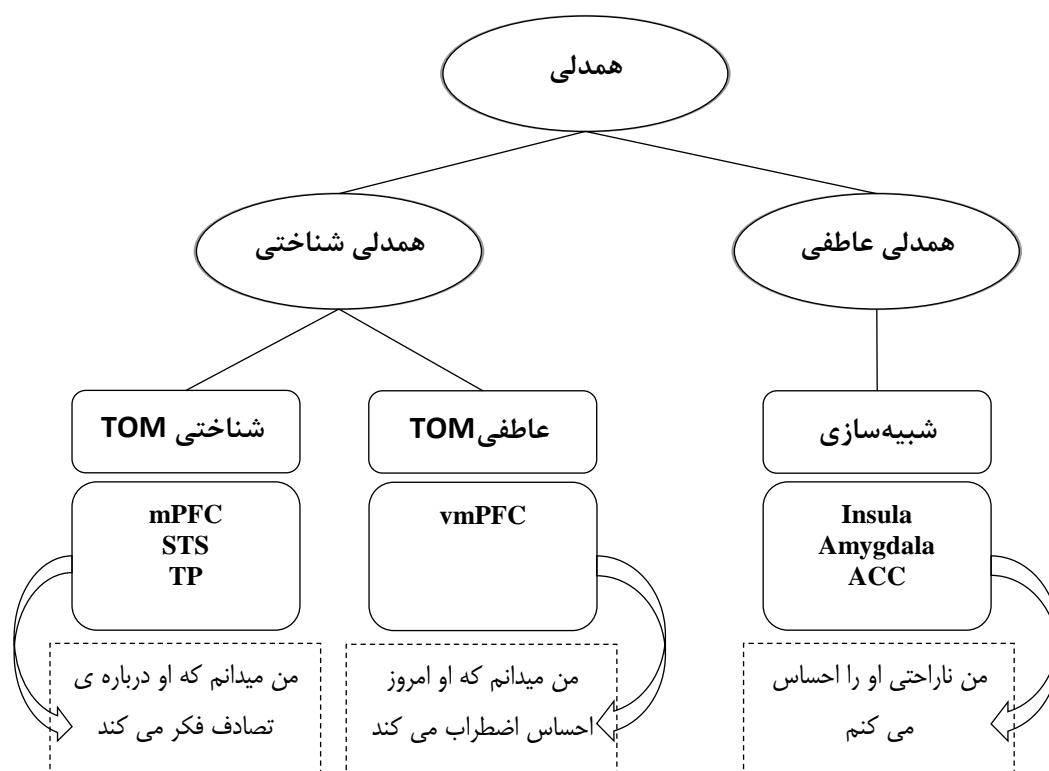 همدلی
همدلی عاطفی
همدلی شناختی
شبیه‌سازی
عاطفی TOM
شناختی TOM
Insula
Amygdala
ACC
vmPFC
mPFC
STS
TP
من ناراحتی او را احساس
می کنم
من میدانم که او امروز
احساس اضطراب می کند
من میدانم که او درباره ی
تصادف فکر می کند